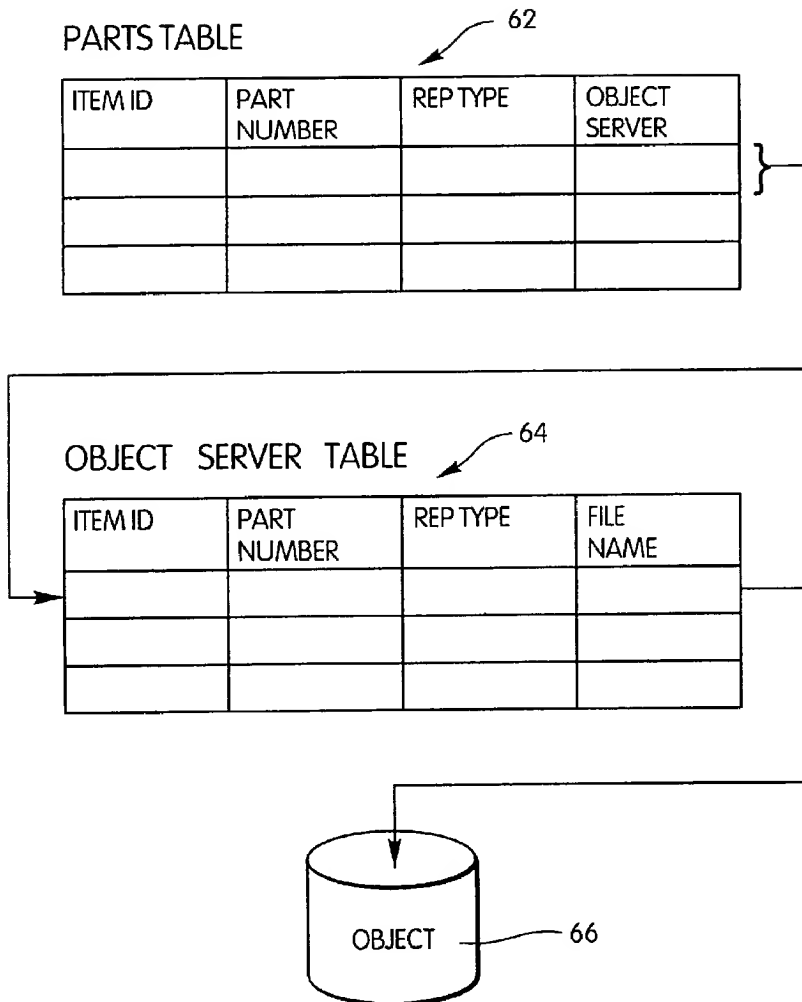 62
PARTS TABLE
ITEM ID PART NUMBER REP TYPE OBJECT SERVER
64
OBJECT SERVER TABLE
ITEM ID PART NUMBER REP TYPE FILE NAME
OBJECT 66